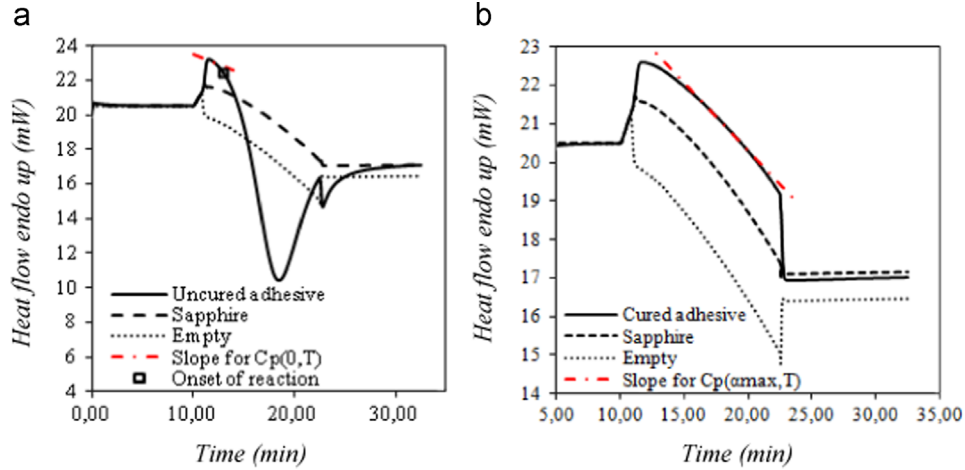 a
Heat flow endo up (mW)
24
22
20
18
16
14
12
10
8
6
4
Uncured adhesive
Sapphire
Empty
Slope for Cp(0,T)
Onset of reaction
0,00 10,00 20,00 30,00
Time (min)
b
Heat flow endo up (mW)
23
22
21
20
19
18
17
16
15
14
Cured adhesive
Sapphire
Empty
Slope for Cp(αmax,T)
5,00 10,00 15,00 20,00 25,00 30,00 35,00
Time (min)